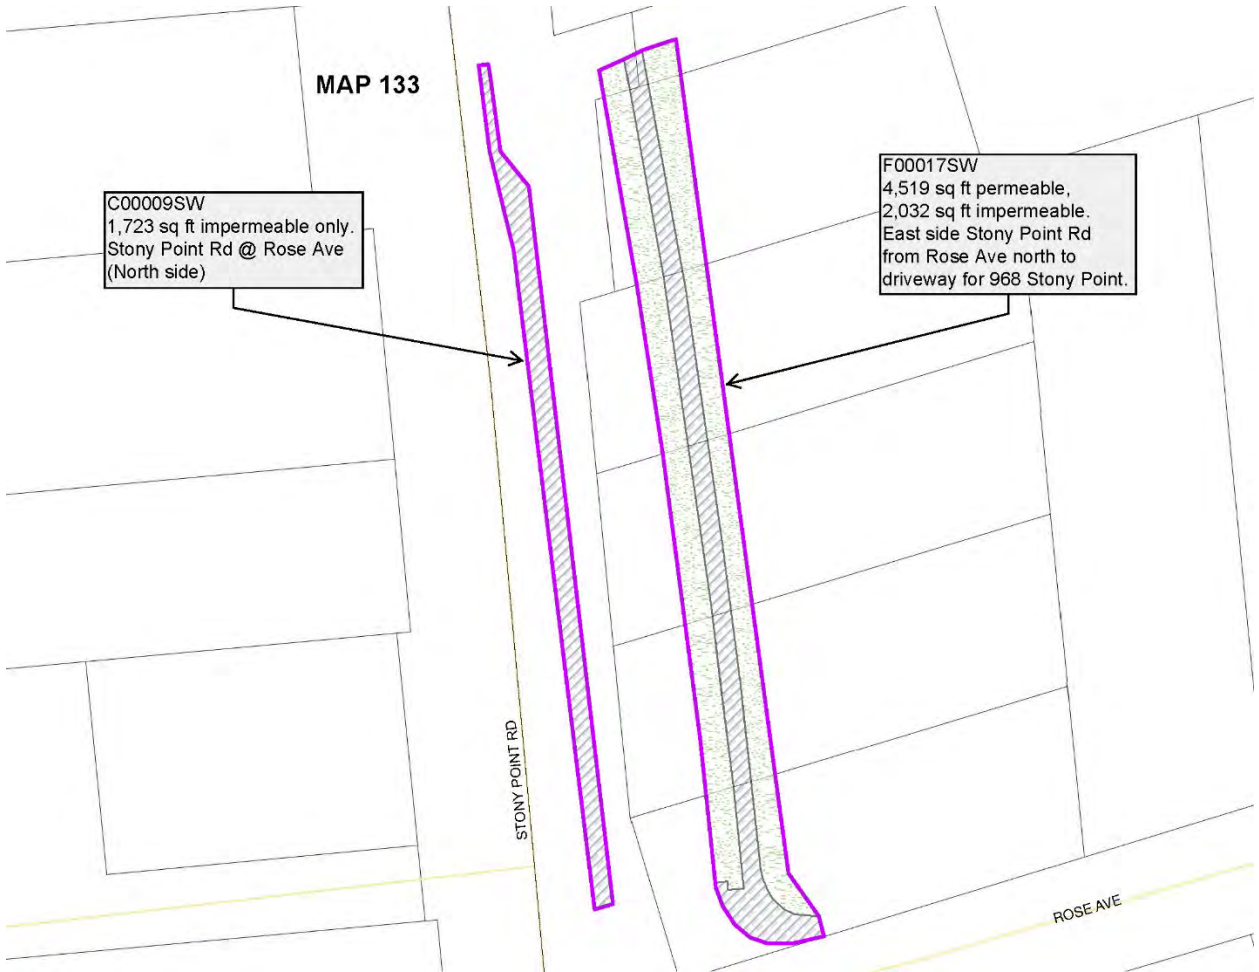 MAP 133
C00009SW
1,723 sq ft impermeable only.
Stony Point Rd @ Rose Ave
(North side)
F00017SW
4,519 sq ft permeable,
2,032 sq ft impermeable.
East side Stony Point Rd
from Rose Ave north to
driveway for 968 Stony Point.
STONY POINT RD
ROSE AVE